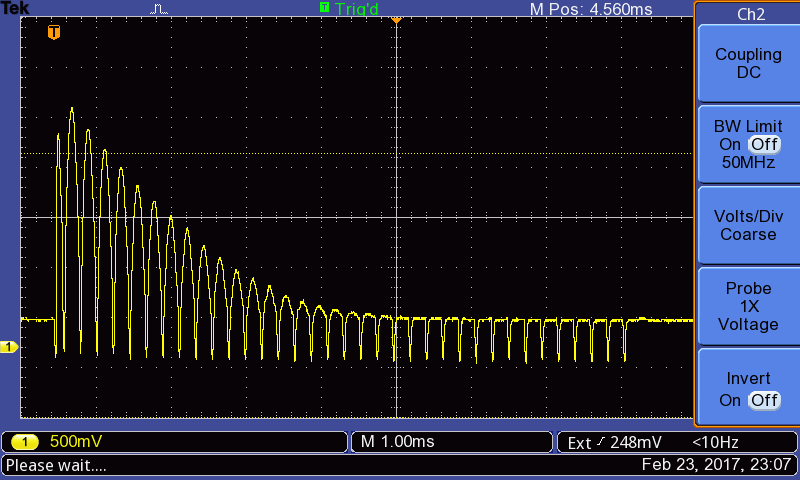 Tek Trig'd M Pos: 4.560ms Ch2
T
Coupling
DC
BW Limit
On Off
50MHz
Volts/Div
Coarse
Probe
1X
Voltage
1
Invert
On Off
1 500mV M 1.00ms Ext 248mV <10Hz
Please wait.... Feb 23, 2017, 23:07